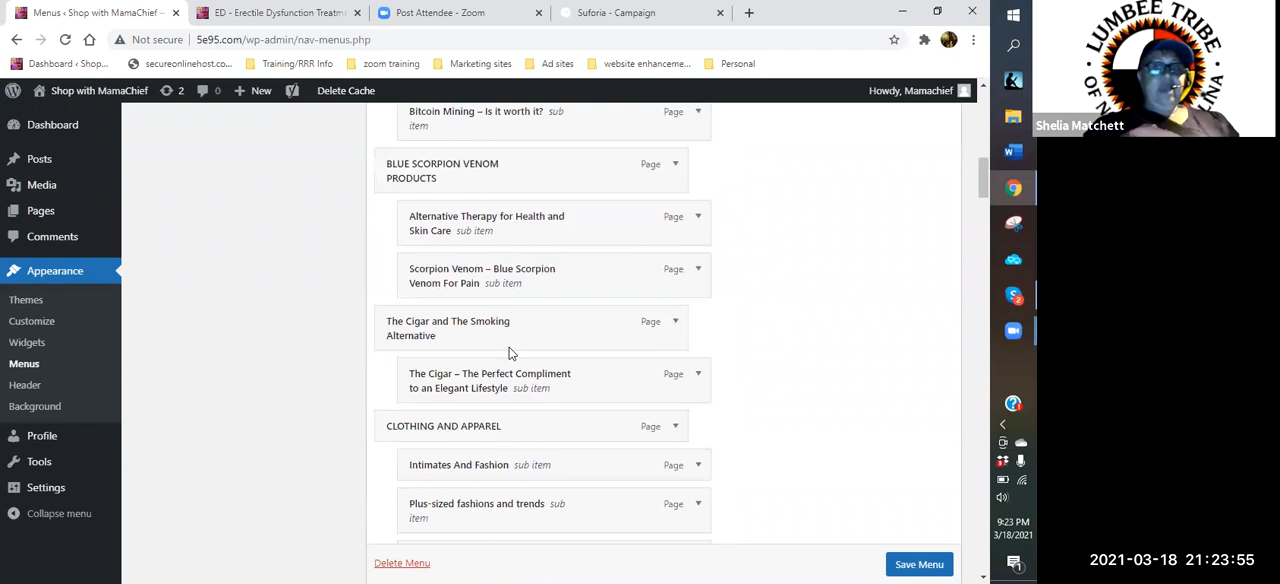 Menus ‹ Shop with MamaChief —
ED - Erectile Dysfunction Treatm
Post Attendee - Zoom
Suforia - Campaign
Not secure
5e95.com/wp-admin/nav-menus.php
Dashboard ‹ Shop...
secureonlinehost.co...
Training/RRR Info
zoom training
Marketing sites
Ad sites
website enhanceme...
Personal
Shop with MamaChief
2
0
New
Delete Cache
Howdy, Mamachief
Dashboard
Posts
Media
Pages
Comments
Appearance
Themes
Customize
Widgets
Menus
Header
Background
Profile
Tools
Settings
Collapse menu
Bitcoin Mining – Is it worth it? sub
item
Page
BLUE SCORPION VENOM
PRODUCTS
Page
Alternative Therapy for Health and
Skin Care sub item
Page
Scorpion Venom – Blue Scorpion
Venom For Pain sub item
Page
The Cigar and The Smoking
Alternative
Page
The Cigar – The Perfect Compliment
to an Elegant Lifestyle sub item
Page
CLOTHING AND APPAREL
Page
Intimates And Fashion sub item
Page
Plus-sized fashions and trends sub
item
Page
Delete Menu
Save Menu
LUMBEE TRIBE
Shelia Matchett
9:23 PM
3/18/2021
2021-03-18 21:23:55